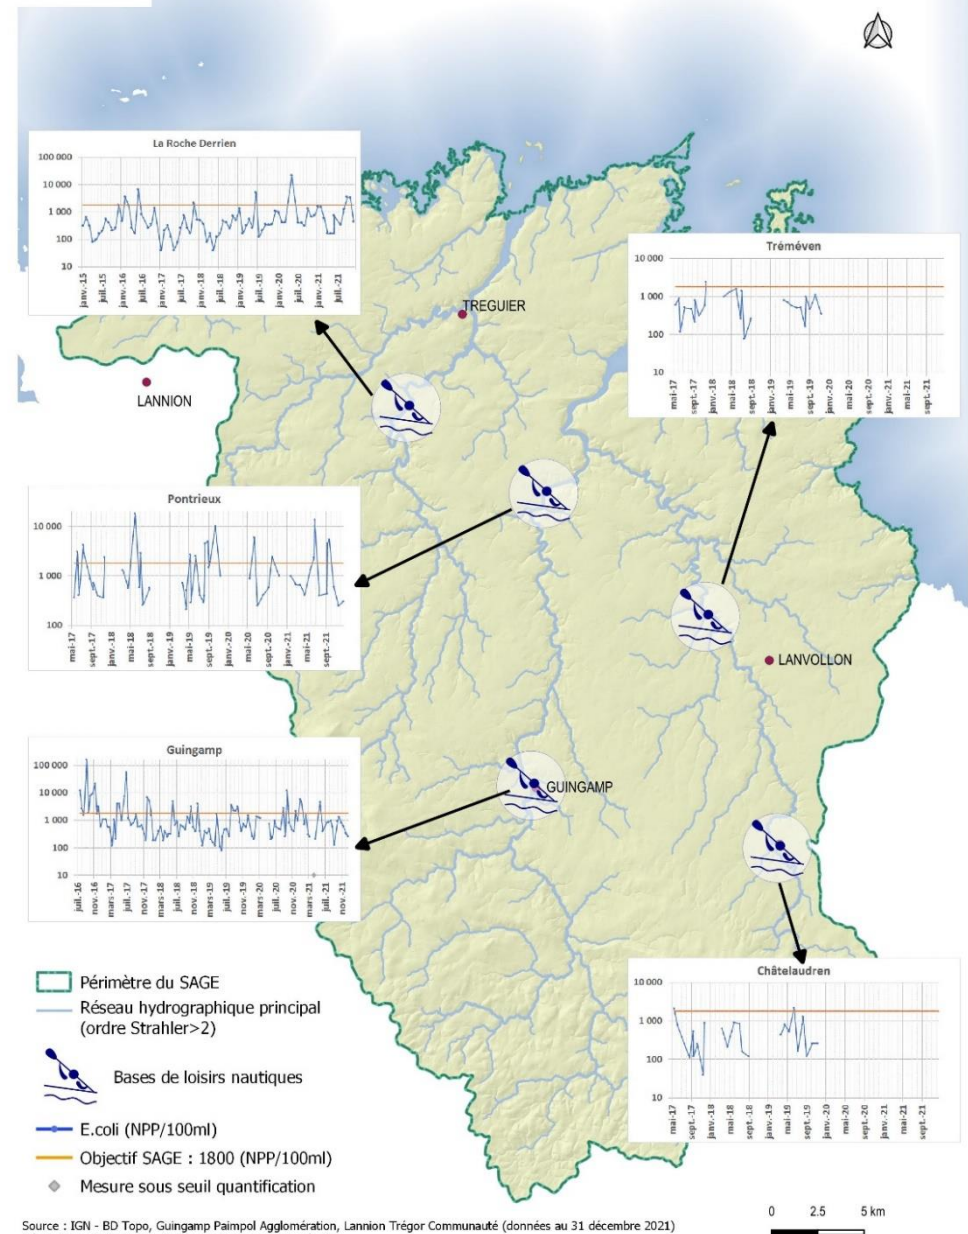 La Roche Derrien
100 000
10 000
1 000
100
10
janv.-15
juil.-15
janv.-16
juil.-16
janv.-17
juil.-17
janv.-18
juil.-18
janv.-19
juil.-19
janv.-20
juil.-20
janv.-21
juil.-21
Tréméven
10 000
1 000
100
10
mai-17
sept.-17
janv.-18
mai-18
sept.-18
janv.-19
mai-19
sept.-19
janv.-20
mai-20
sept.-20
janv.-21
mai-21
sept.-21
TREGUIER
LANNION
Pontrieux
10 000
1 000
100
mai-17
sept.-17
janv.-18
mai-18
sept.-18
janv.-19
mai-19
sept.-19
janv.-20
mai-20
sept.-20
janv.-21
mai-21
sept.-21
LANVOLLON
Guingamp
100 000
10 000
1 000
100
10
juil.-16
nov.-16
mars-17
juil.-17
nov.-17
mars-18
juil.-18
nov.-18
mars-19
juil.-19
nov.-19
mars-20
juil.-20
nov.-20
mars-21
juil.-21
nov.-21
GUINGAMP
Châtelaudren
10 000
1 000
100
10
mai-17
sept.-17
janv.-18
mai-18
sept.-18
janv.-19
mai-19
sept.-19
janv.-20
mai-20
sept.-20
janv.-21
mai-21
sept.-21
Périmètre du SAGE
Réseau hydrographique principal
(ordre Strahler>2)
Bases de loisirs nautiques
E.coli (NPP/100ml)
Objectif SAGE : 1800 (NPP/100ml)
Mesure sous seuil quantification
Source : IGN - BD Topo, Guingamp Paimpol Agglomération, Lannion Trégor Communauté (données au 31 décembre 2021)
0 2.5 5 km